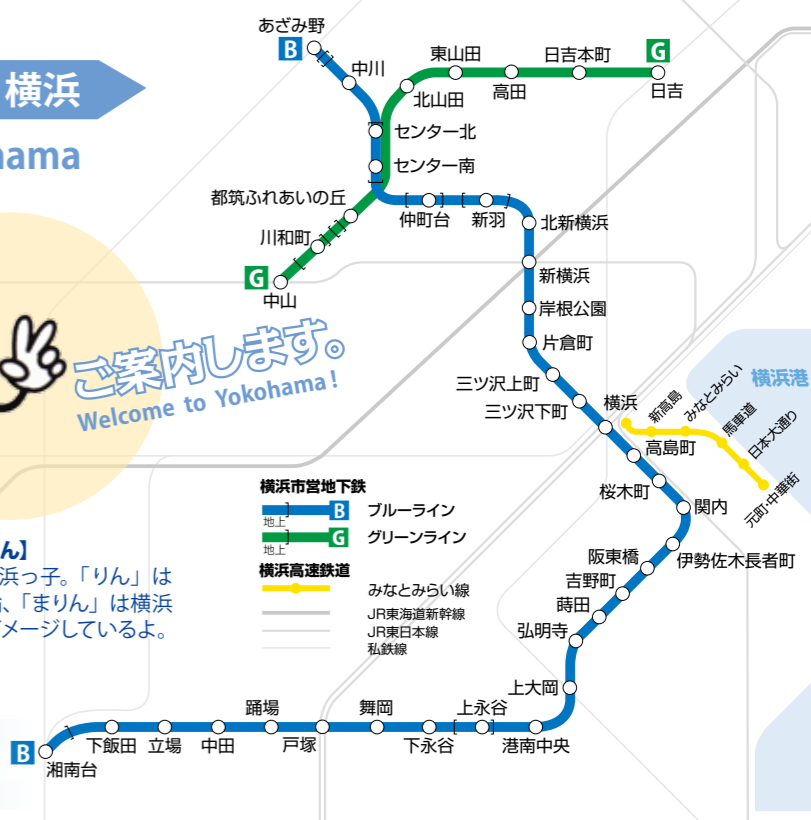 横浜
hama
ご案内します。
Welcome to Yokohama!
ん】
浜っ子。「りん」は
、「まりん」は横浜
イメージしているよ。
あざみ野
B
中川
センター北
センター南
東山田
日吉本町
G
北山田
高田
日吉
都筑ふれあいの丘
川和町
G
中山
仲町台
新羽
北新横浜
新横浜
岸根公園
片倉町
三ツ沢上町
三ツ沢下町
横浜
新高島
みなとみらい
馬車道
日本大通り
元町・中華街
横浜港
高島町
桜木町
関内
伊勢佐木長者町
阪東橋
吉野町
蒔田
弘明寺
上大岡
港南中央
上永谷
下永谷
舞岡
戸塚
踊場
中田
立場
下飯田
湘南台
B
横浜市営地下鉄
B ブルーライン
地上
G グリーンライン
地上
横浜高速鉄道
みなとみらい線
JR東海道新幹線
JR東日本線
私鉄線